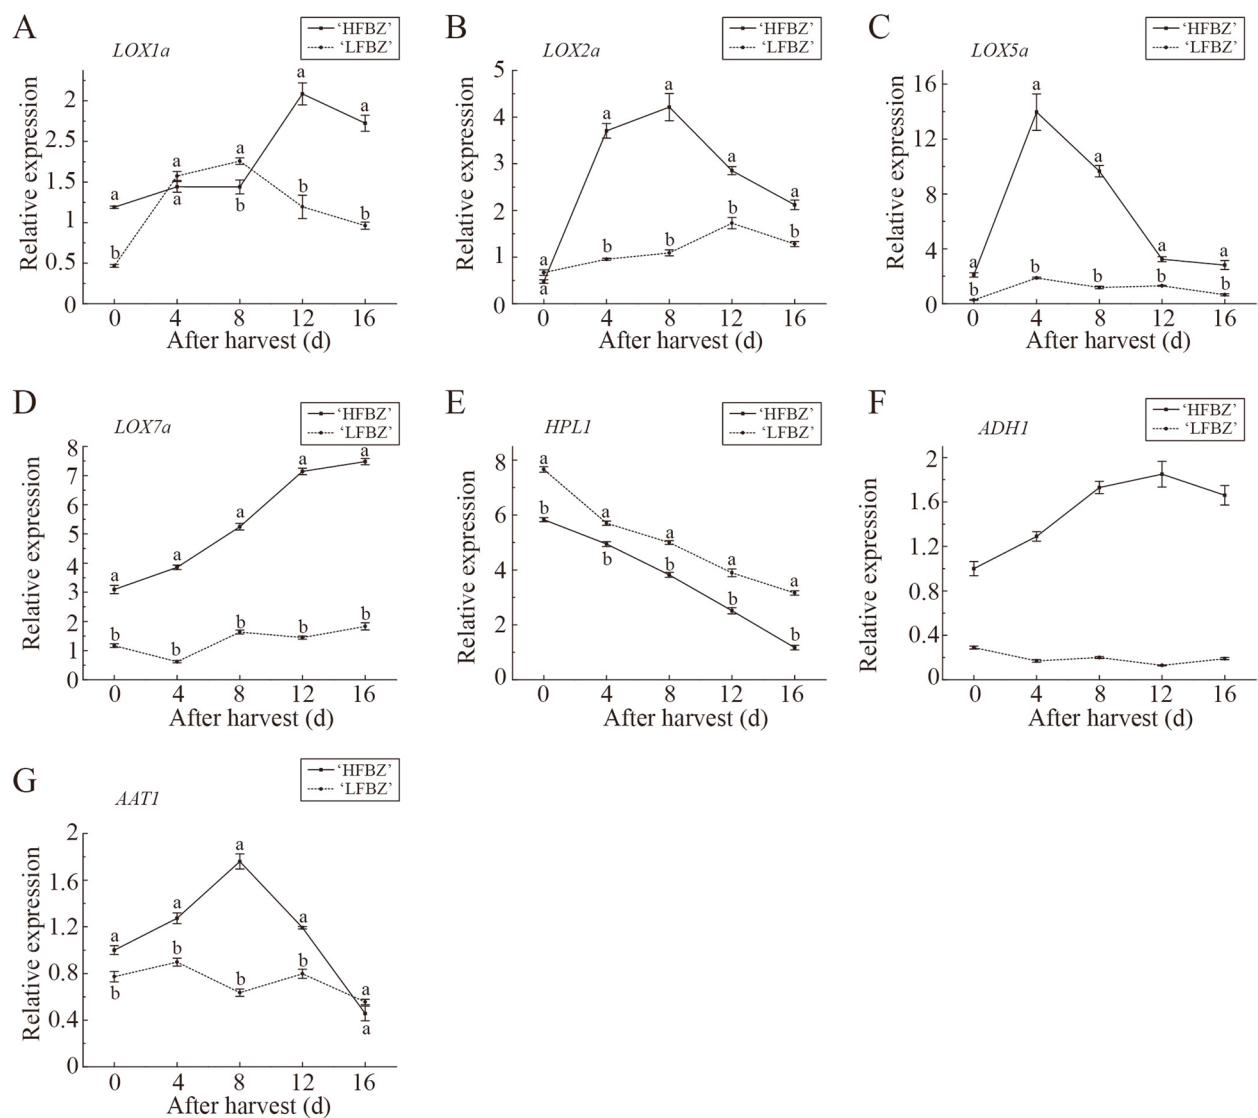 A
LOX1a
‘HFBZ’
‘LFBZ’
Relative expression
2
2.5
1.5
1
0.5
0
a
a
a
a
a
b
a
a
b
b
b
0 4 8 12 16
After harvest (d)
B
LOX2a
‘HFBZ’
‘LFBZ’
Relative expression
5
4
3
2
1
0
a
a
a
a
a
a
b
b
b
b
0 4 8 12 16
After harvest (d)
C
LOX5a
‘HFBZ’
‘LFBZ’
Relative expression
16
12
8
4
0
a
a
a
a
a
b
b
b
b
b
0 4 8 12 16
After harvest (d)
D
LOX7a
‘HFBZ’
‘LFBZ’
Relative expression
8
7
6
5
4
3
2
1
0
a
a
a
a
a
b
b
b
b
b
0 4 8 12 16
After harvest (d)
E
HPL1
‘HFBZ’
‘LFBZ’
Relative expression
8
6
4
2
0
a
a
a
a
a
b
b
b
b
b
0 4 8 12 16
After harvest (d)
F
ADH1
‘HFBZ’
‘LFBZ’
Relative expression
2
1.6
1.2
0.8
0.4
0
0 4 8 12 16
After harvest (d)
G
AAT1
‘HFBZ’
‘LFBZ’
Relative expression
2
1.6
1.2
0.8
0.4
0
a
a
a
a
a
b
b
b
b
a
0 4 8 12 16
After harvest (d)